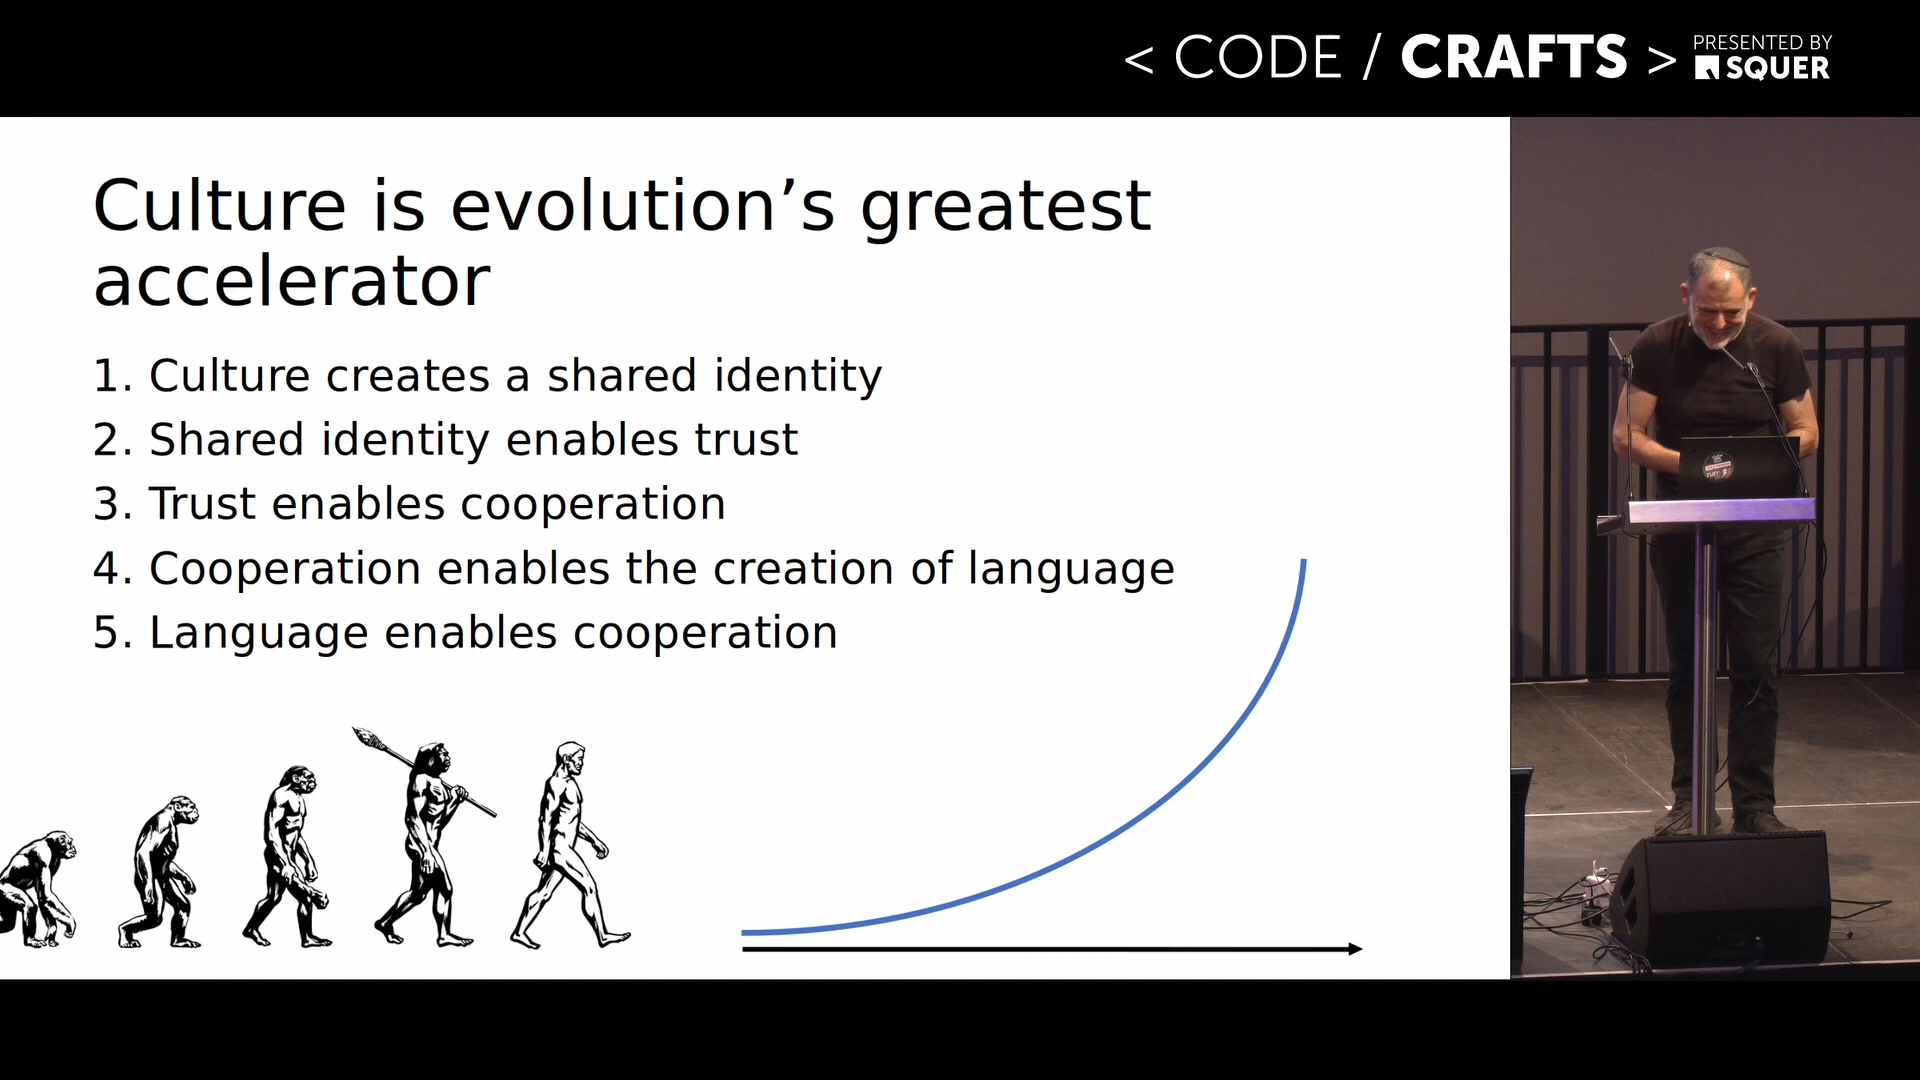 < CODE / CRAFTS >
PRESENTED BY
SQUER
Culture is evolution’s greatest
accelerator
1. Culture creates a shared identity
2. Shared identity enables trust
3. Trust enables cooperation
4. Cooperation enables the creation of language
5. Language enables cooperation